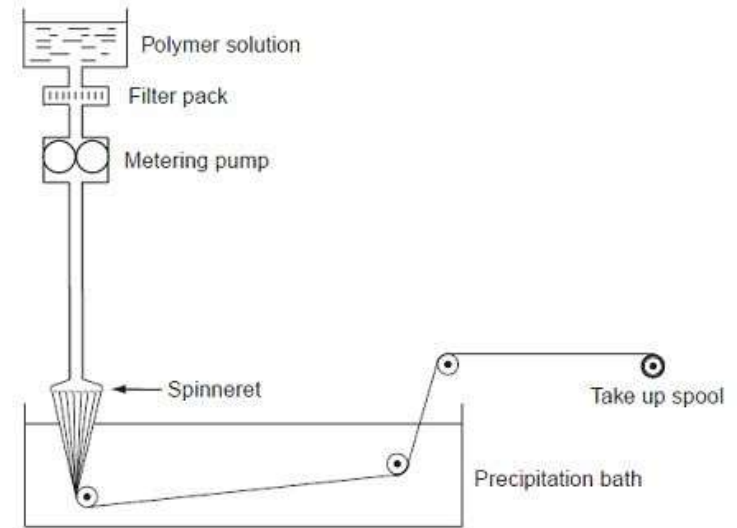 Polymer solution
Filter pack
Metering pump
Spinneret
Take up spool
Precipitation bath